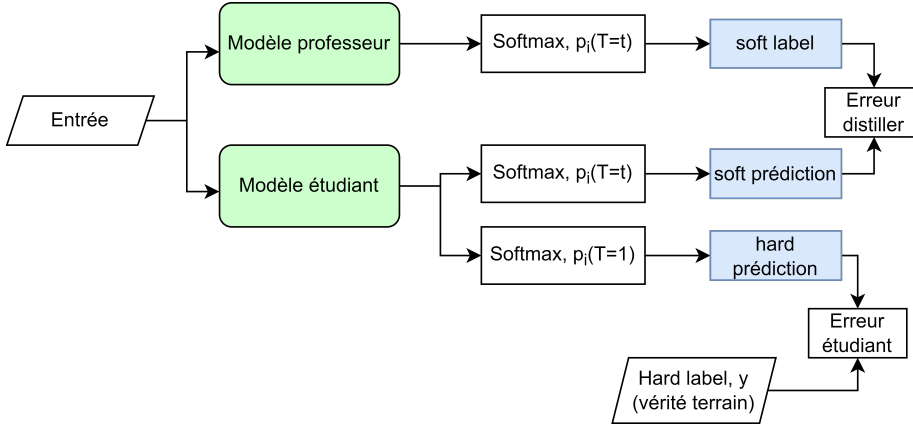 Modèle professeur
Softmax, pi(T=t)
soft label
Entrée
Erreur
distiller
Modèle étudiant
Softmax, pi(T=t)
soft prédiction
Softmax, pi(T=1)
hard
prédiction
Erreur
étudiant
Hard label, y
(vérité terrain)